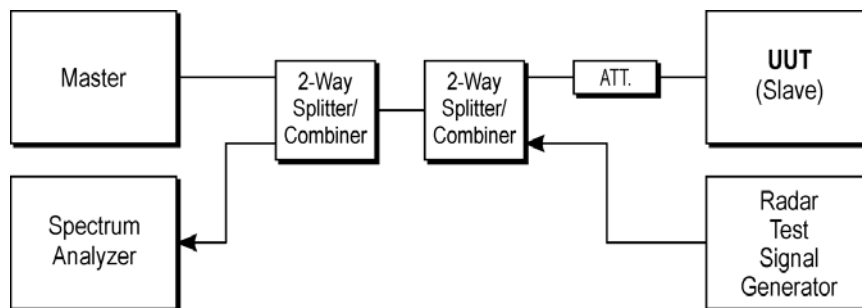 Master
2-Way
Splitter/
Combiner
2-Way
Splitter/
Combiner
ATT.
UUT
(Slave)
Spectrum
Analyzer
Radar
Test
Signal
Generator